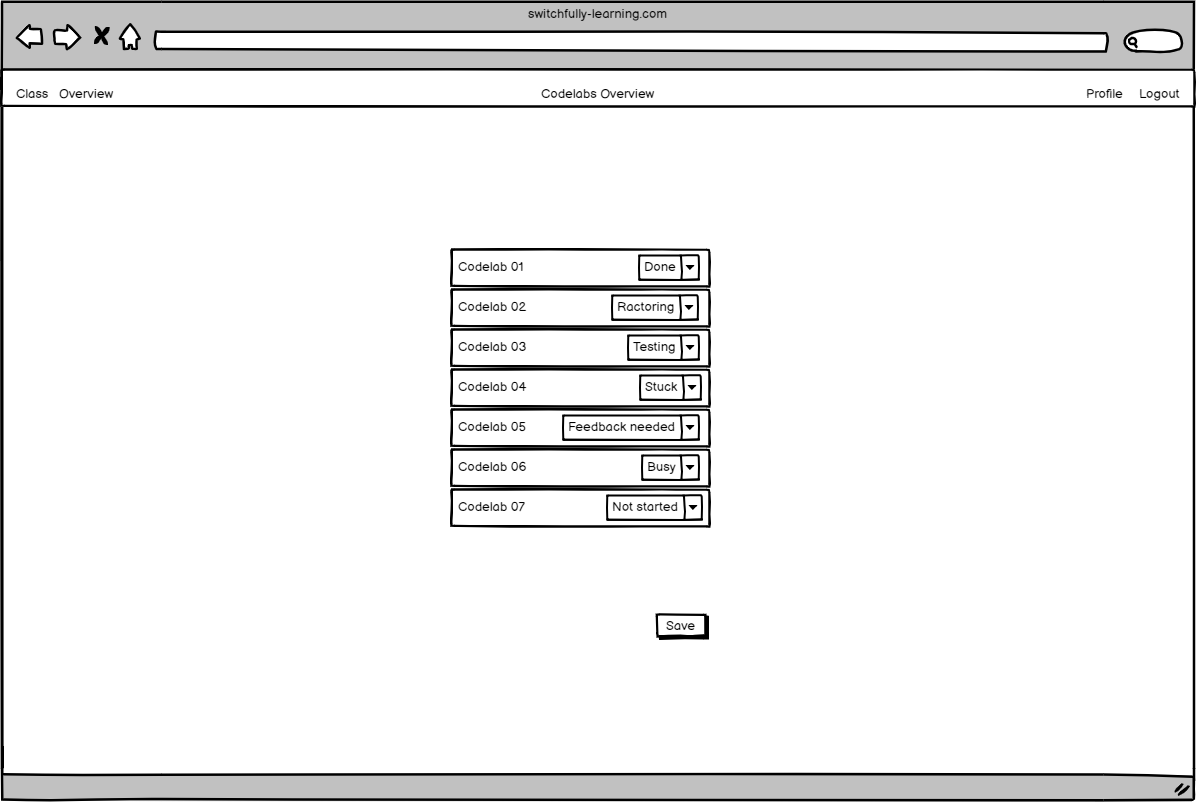 switchfully-learning.com
Class Overview Codelabs Overview Profile Logout
Codelab 01 Done
Codelab 02 Ractoring
Codelab 03 Testing
Codelab 04 Stuck
Codelab 05 Feedback needed
Codelab 06 Busy
Codelab 07 Not started
Save